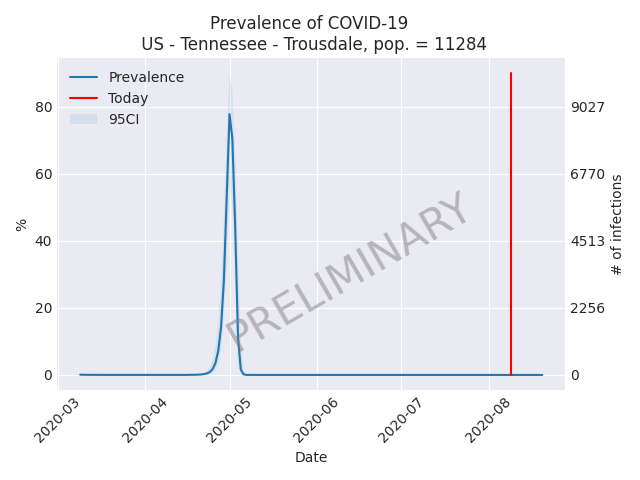 Prevalence of COVID-19
US - Tennessee - Trousdale, pop. = 11284
Prevalence
Today
95CI
80
60
40
20
0
%
9027
6770
4513
2256
0
# of infections
PRELIMINARY
2020-03
2020-04
2020-05
2020-06
2020-07
2020-08
Date